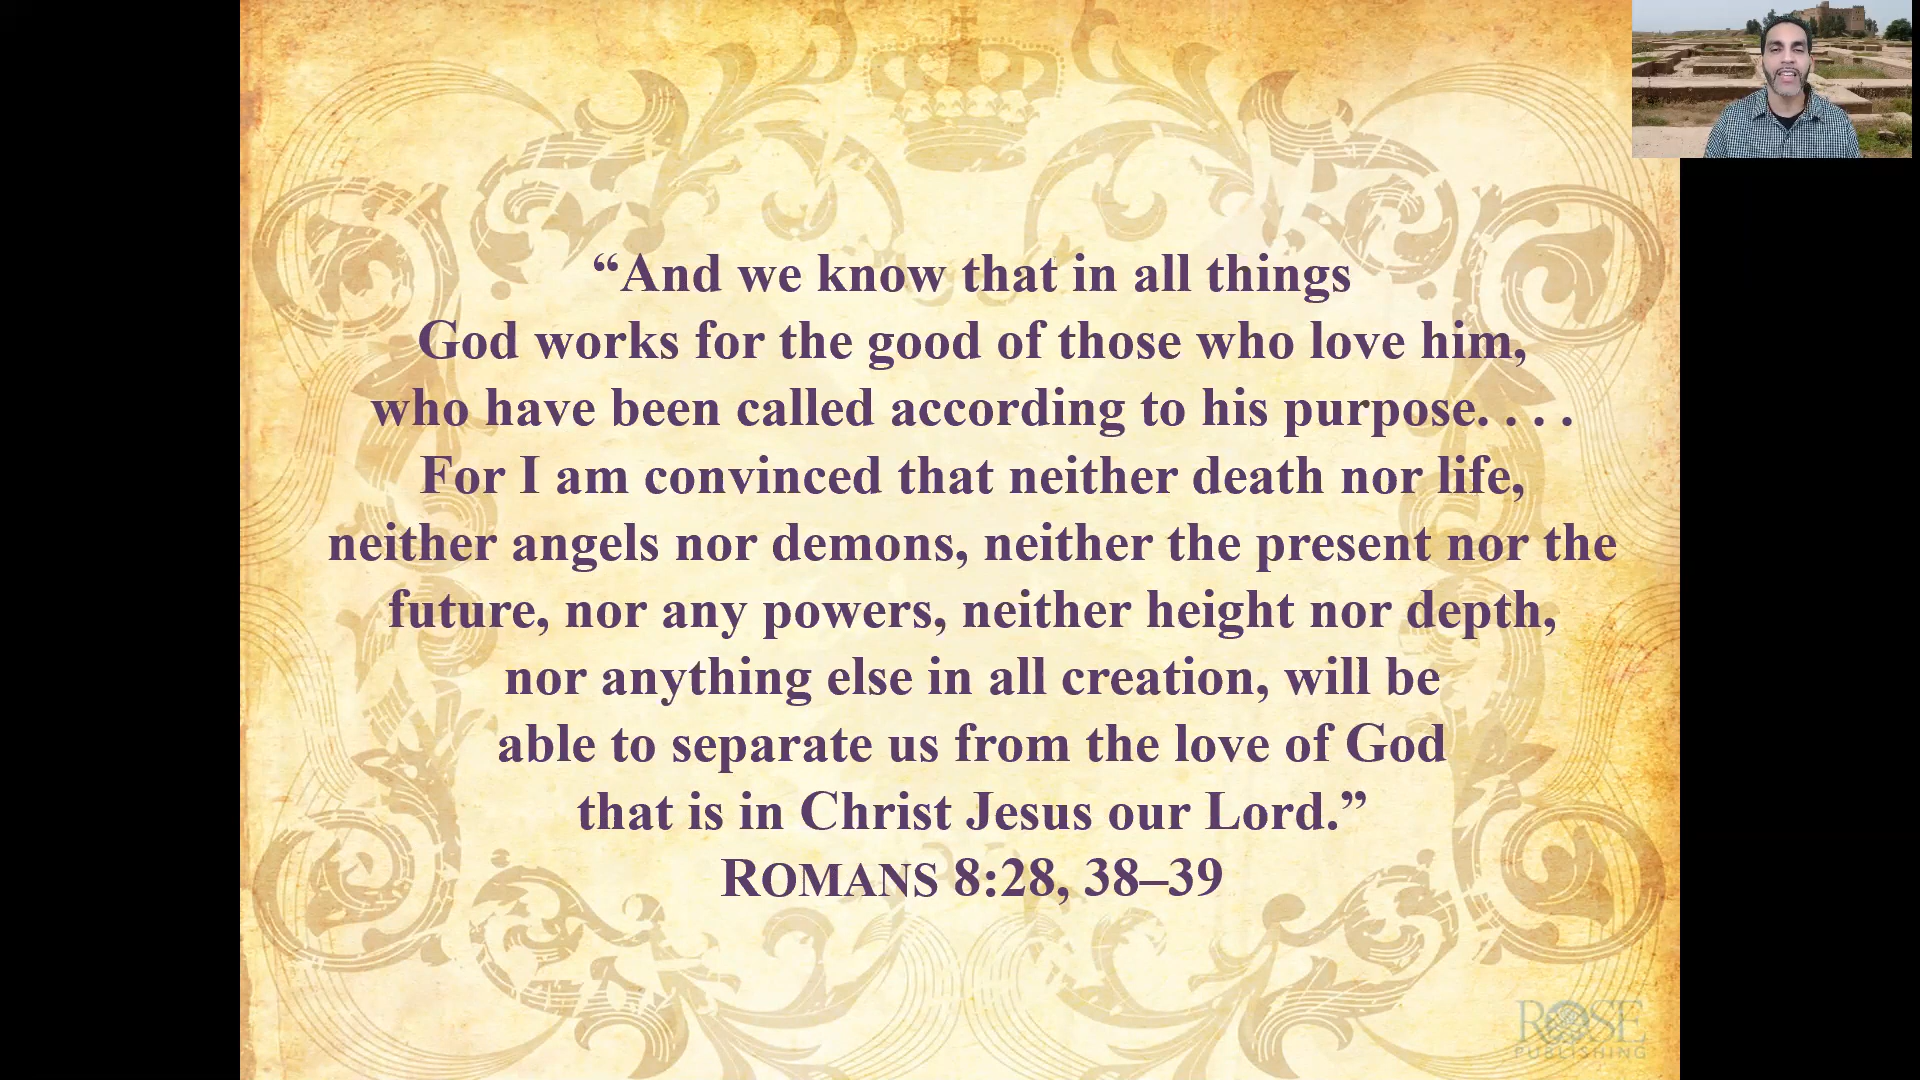 “And we know that in all things
God works for the good of those who love him,
who have been called according to his purpose. . . .
For I am convinced that neither death nor life,
neither angels nor demons, neither the present nor the
future, nor any powers, neither height nor depth,
nor anything else in all creation, will be
able to separate us from the love of God
that is in Christ Jesus our Lord.”
ROMANS 8:28, 38–39
ROSE
PUBLISHING